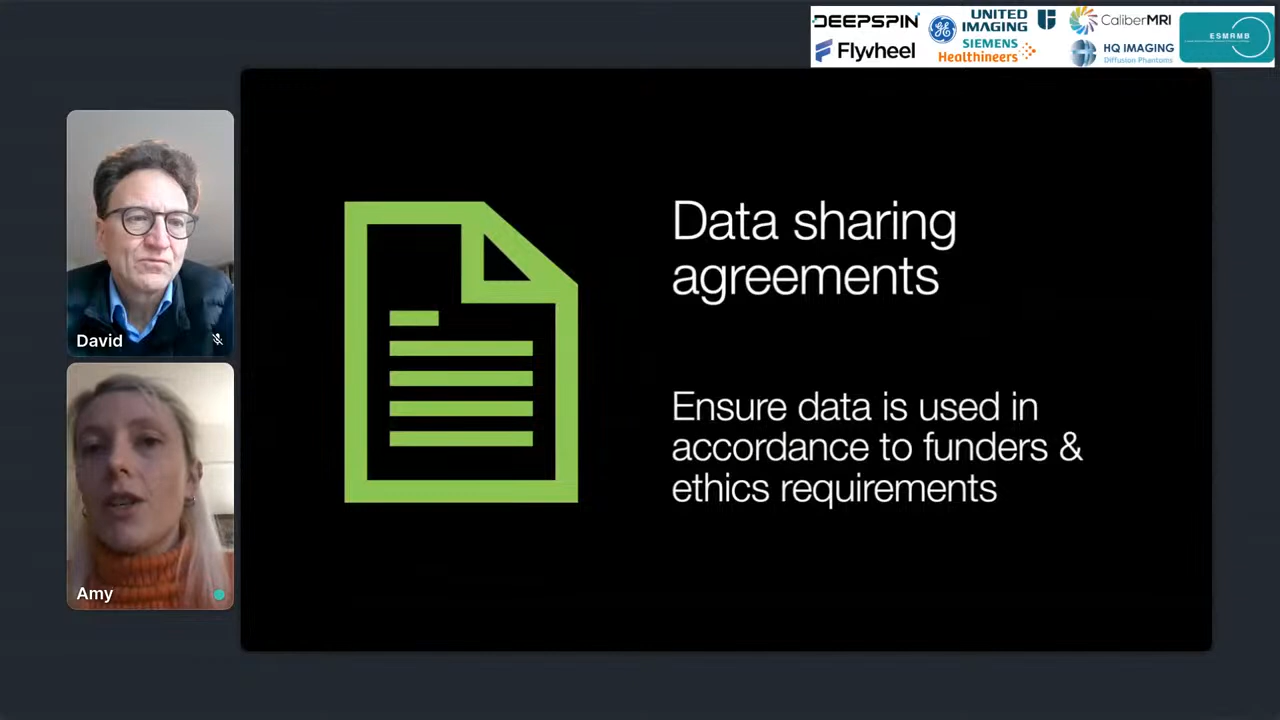 DEEPSPIN
UNITED
IMAGING
CaliberMRI
ESMRMB
Flywheel
GE
SIEMENS
Healthineers
HQ IMAGING
Diffusion Phantoms
Data sharing
agreements
David
Ensure data is used in
accordance to funders &
ethics requirements
Amy